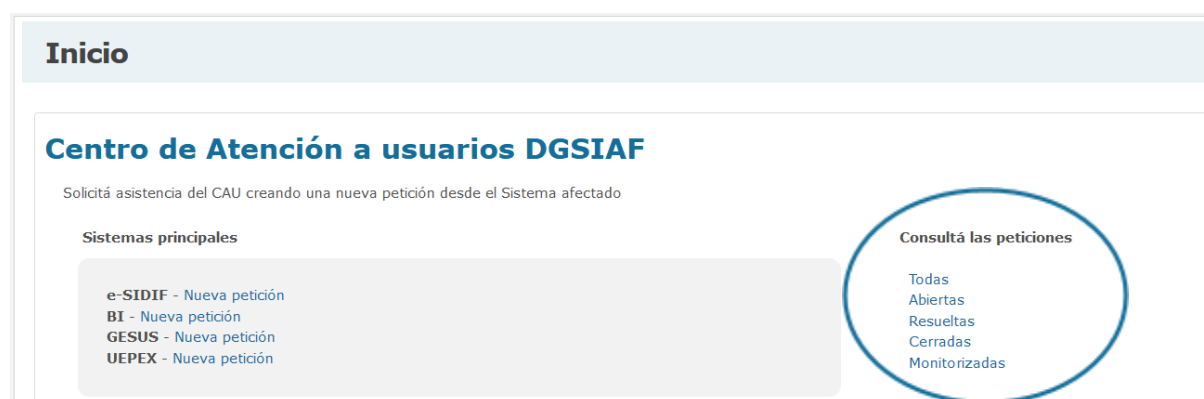 Inicio
Centro de Atención a usuarios DGSIAF
Solicitá asistencia del CAU creando una nueva petición desde el Sistema afectado
Sistemas principales
e-SIDIF - Nueva petición
BI - Nueva petición
GESUS - Nueva petición
UEPEX - Nueva petición
Consultá las peticiones
Todas
Abiertas
Resueltas
Cerradas
Monitorizadas